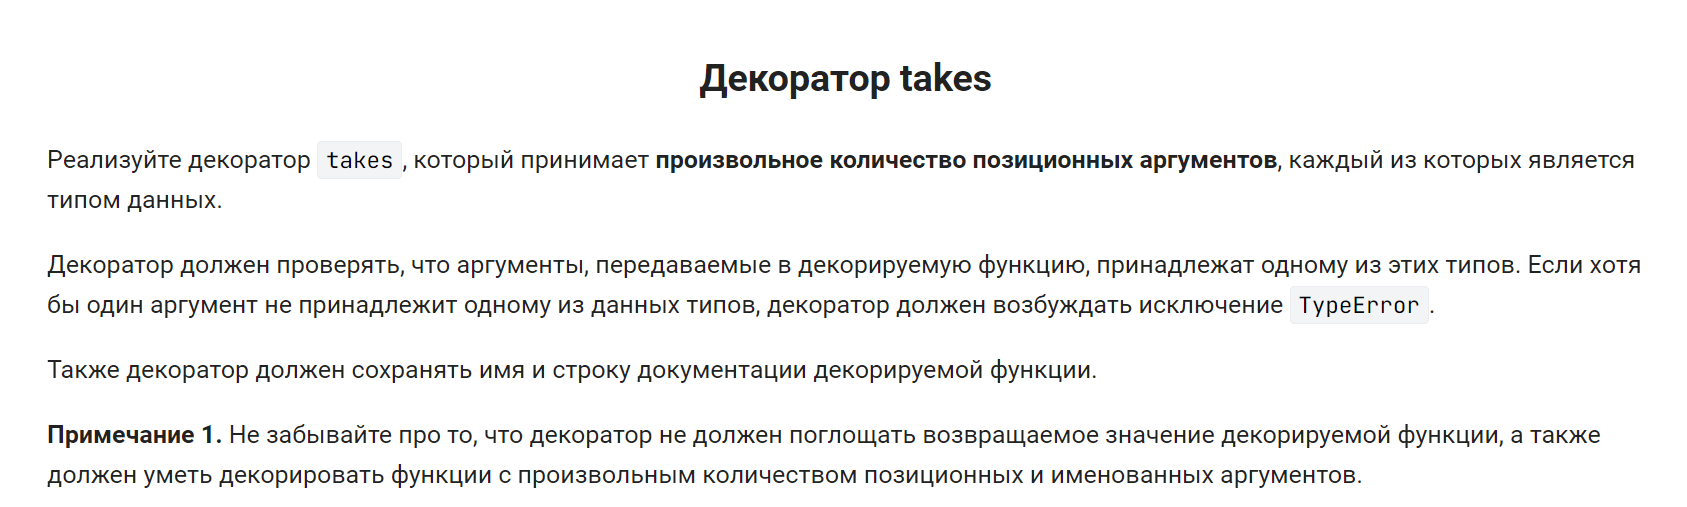 Декоратор takes
Реализуйте декоратор takes, который принимает произвольное количество позиционных аргументов, каждый из которых является
типом данных.
Декоратор должен проверять, что аргументы, передаваемые в декорируемую функцию, принадлежат одному из этих типов. Если хотя
бы один аргумент не принадлежит одному из данных типов, декоратор должен возбуждать исключение TypeError.
Также декоратор должен сохранять имя и строку документации декорируемой функции.
Примечание 1. Не забывайте про то, что декоратор не должен поглощать возвращаемое значение декорируемой функции, а также
должен уметь декорировать функции с произвольным количеством позиционных и именованных аргументов.